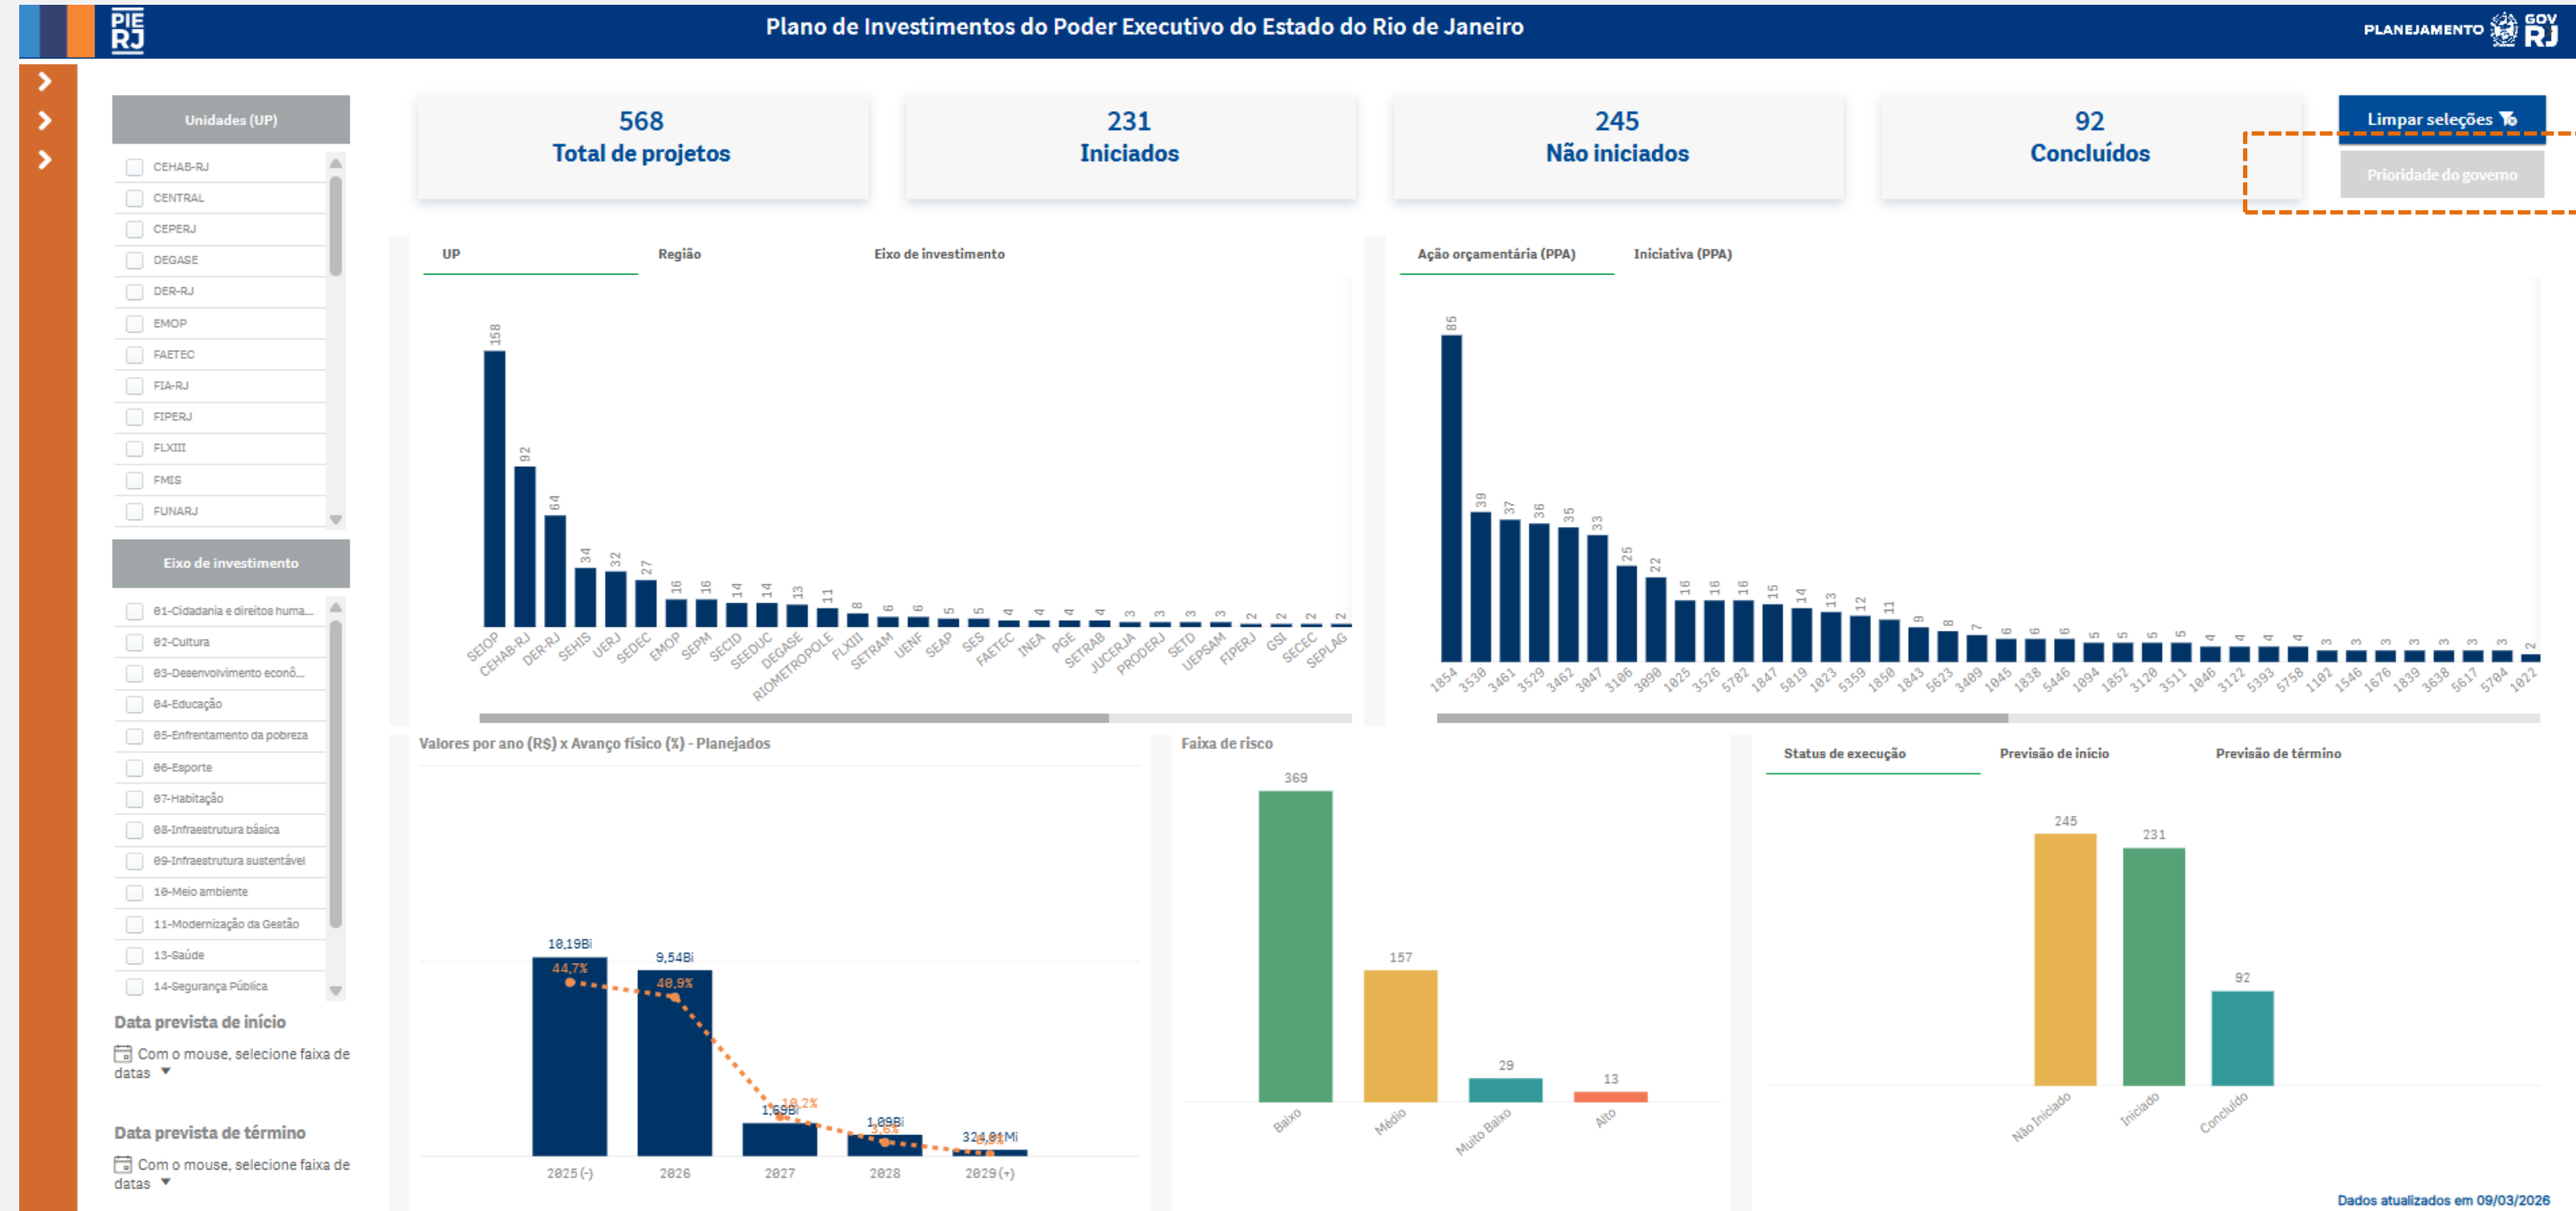 PIE
RJ
Plano de Investimentos do Poder Executivo do Estado do Rio de Janeiro
PLANEJAMENTO
GOV
RJ
Unidades (UP)
CEHAB-RJ
CENTRAL
CEPERJ
DEGASE
DER-RJ
EMOP
FAETEC
FIA-RJ
FIPERJ
FLXIII
FMIS
FUNARJ
Eixo de investimento
01-Cidadania e direitos huma...
02-Cultura
03-Desenvolvimento econô...
04-Educação
05-Enfrentamento da pobreza
06-Esporte
07-Habitação
08-Infraestrutura básica
09-Infraestrutura sustentável
10-Meio ambiente
11-Modernização da Gestão
13-Saúde
14-Segurança Pública
Data prevista de início
Com o mouse, selecione faixa de
datas
Data prevista de término
Com o mouse, selecione faixa de
datas
568
Total de projetos
231
Iniciados
245
Não iniciados
92
Concluídos
Limpar seleções
Prioridade do governo
UP Região Eixo de investimento
158 92 64 34 32 27 16 16 14 14 13 11 8 6 6 5 5 4 4 4 4 3 3 3 3 2 2 2 2
SEIOP CEHAB-RJ DER-RJ SEHIS UERJ SEDEC EMOP SEPM SECID SEEDUC DEGASE RIOMETROPOLE FLXIII SETRAM UENF SEAP SES FAETEC INEA PGE SETRAB JUCERJA PRODERJ SETD UEPSAM FIPERJ GSI SECEC SEPLAG
Ação orçamentária (PPA) Iniciativa (PPA)
85 39 37 36 35 33 25 22 16 16 16 15 14 13 12 11 9 8 7 6 6 6 5 5 5 5 4 4 4 4 3 3 3 3 3 3 3 2
1854 3530 3461 3529 3462 3047 3106 3090 1025 3526 5782 1847 5819 1023 5359 1850 1843 5623 3409 1045 1838 5446 1094 1852 3120 3511 1046 3122 5393 5758 1102 1546 1676 1839 3638 5617 5704 1022
Valores por ano (R$) x Avanço físico (%) - Planejados
10,19Bi 9,54Bi 1,69Bi 1,09Bi 324,01Mi
44,7% 40,9% 10,2% 3,6%
2025 (-) 2026 2027 2028 2029 (+)
Faixa de risco
369 157 29 13
Baixo Médio Muito Baixo Alto
Status de execução Previsão de início Previsão de término
245 231 92
Não Iniciado Iniciado Concluído
Dados atualizados em 09/03/2026